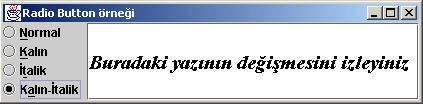 Radio Button örneği
Normal
Kalın
İtalik
Kalın-İtalik
Buradaki yazının değişmesini izleyiniz